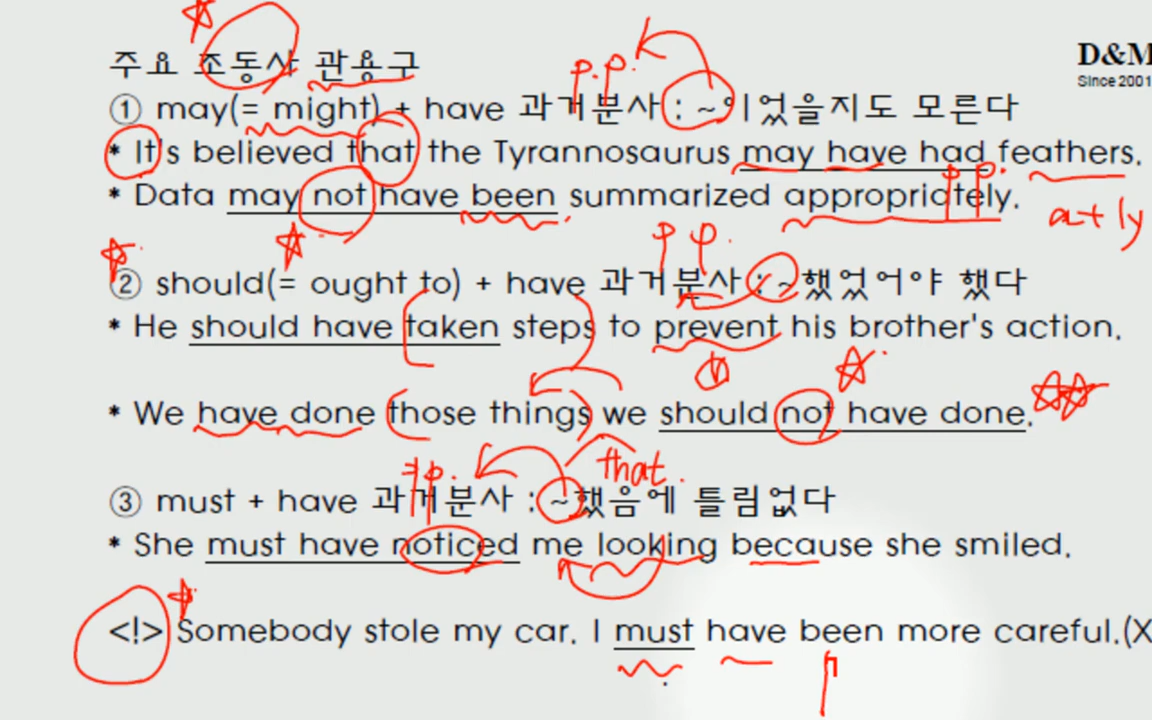 주요 조동사 관용구
D&M
Since 2001
p.p.
① may(= might) + have 과거분사 : ~이었을지도 모른다
* It's believed that the Tyrannosaurus may have had feathers.
p.p.
* Data may not have been summarized appropriately.
a+ly
p p.
② should(= ought to) + have 과거분사 : ~했었어야 했다
* He should have taken steps to prevent his brother's action.
* We have done those things we should not have done.
that.
③ must + have 과거분사 : ~했음에 틀림없다
* She must have noticed me looking because she smiled.
<!> Somebody stole my car. I must have been more careful.(X